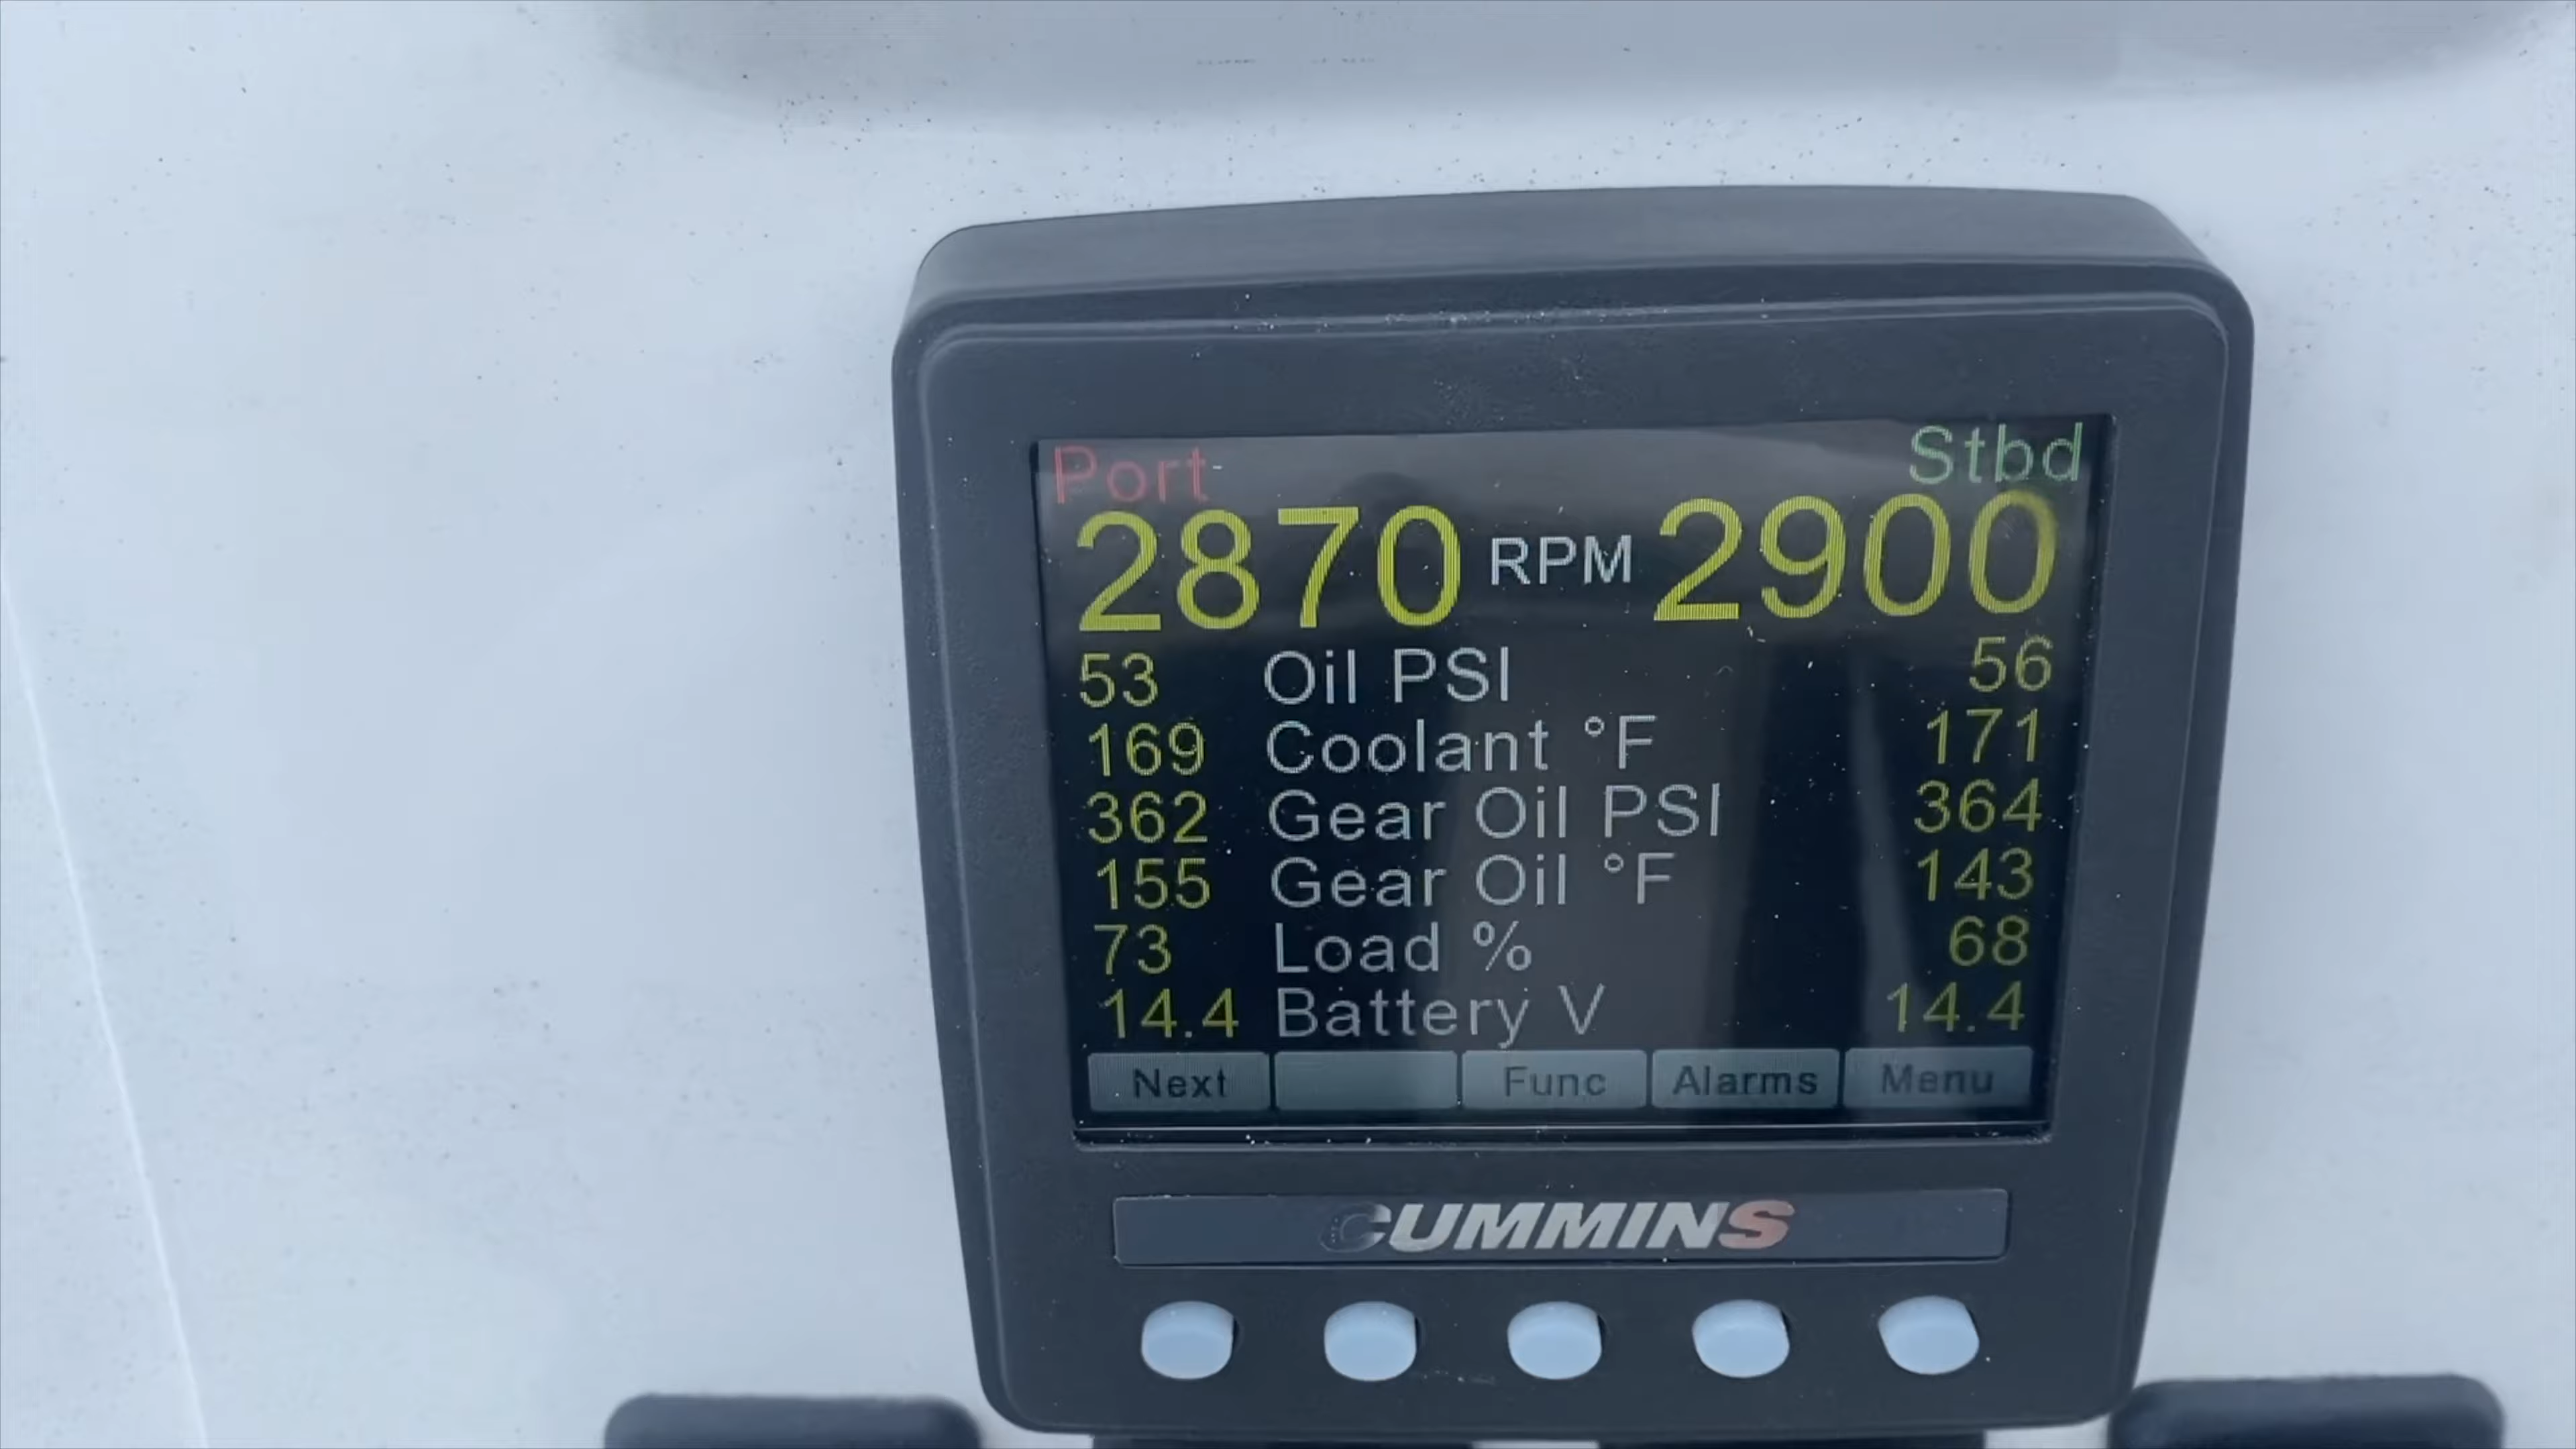 Port Stbd
2870 RPM 2900
53 Oil PSI 56
169 Coolant °F 171
362 Gear Oil PSI 364
155 Gear Oil °F 143
73 Load % 68
14.4 Battery V 14.4
Next Func Alarms Menu
CUMMINS